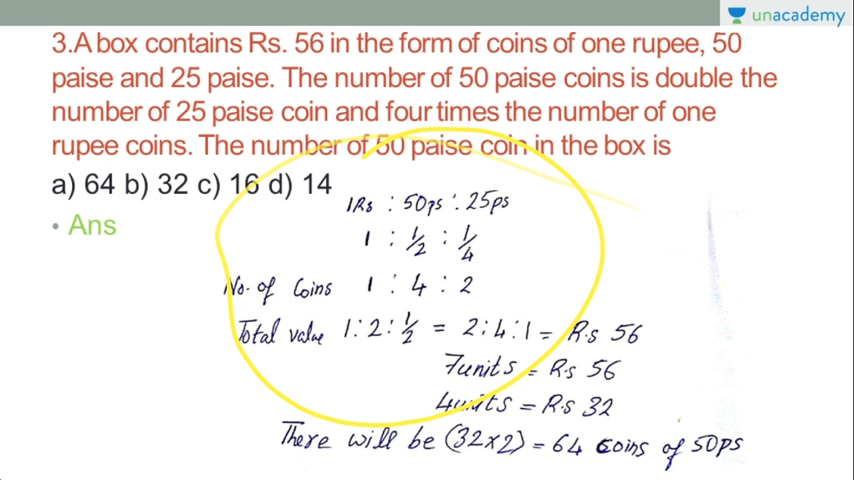 unacademy
3.A box contains Rs. 56 in the form of coins of one rupee, 50
paise and 25 paise. The number of 50 paise coins is double the
number of 25 paise coin and four times the number of one
rupee coins. The number of 50 paise coin in the box is
a) 64 b) 32 c) 16 d) 14
1Rs : 50ps : 25ps
• Ans
1 : 1/2 : 1/4
No. of Coins 1 : 4 : 2
Total value 1 : 2 : 1/2 = 2 : 4 : 1 = Rs 56
7units = Rs 56
4units = Rs 32
There will be (32x2) = 64 coins of 50ps